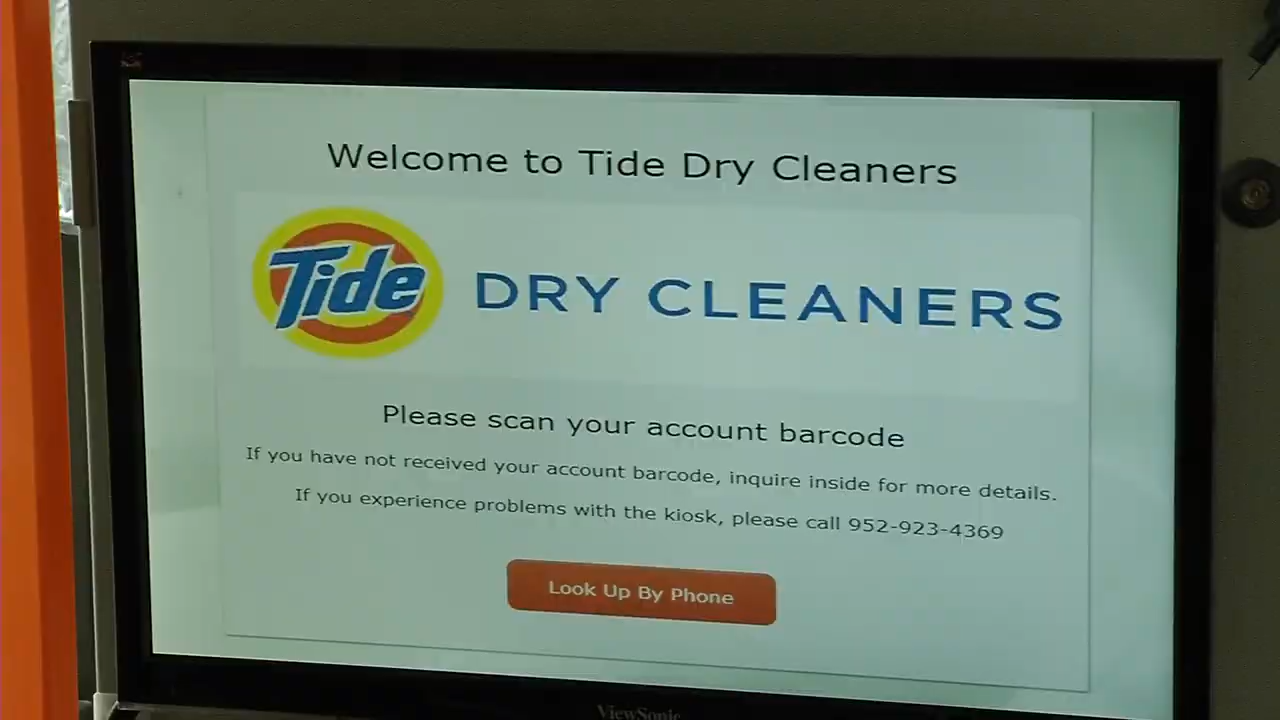 Welcome to Tide Dry Cleaners
Tide DRY CLEANERS
Please scan your account barcode
If you have not received your account barcode, inquire inside for more details.
If you experience problems with the kiosk, please call 952-923-4369
Look Up By Phone
ViewSonic